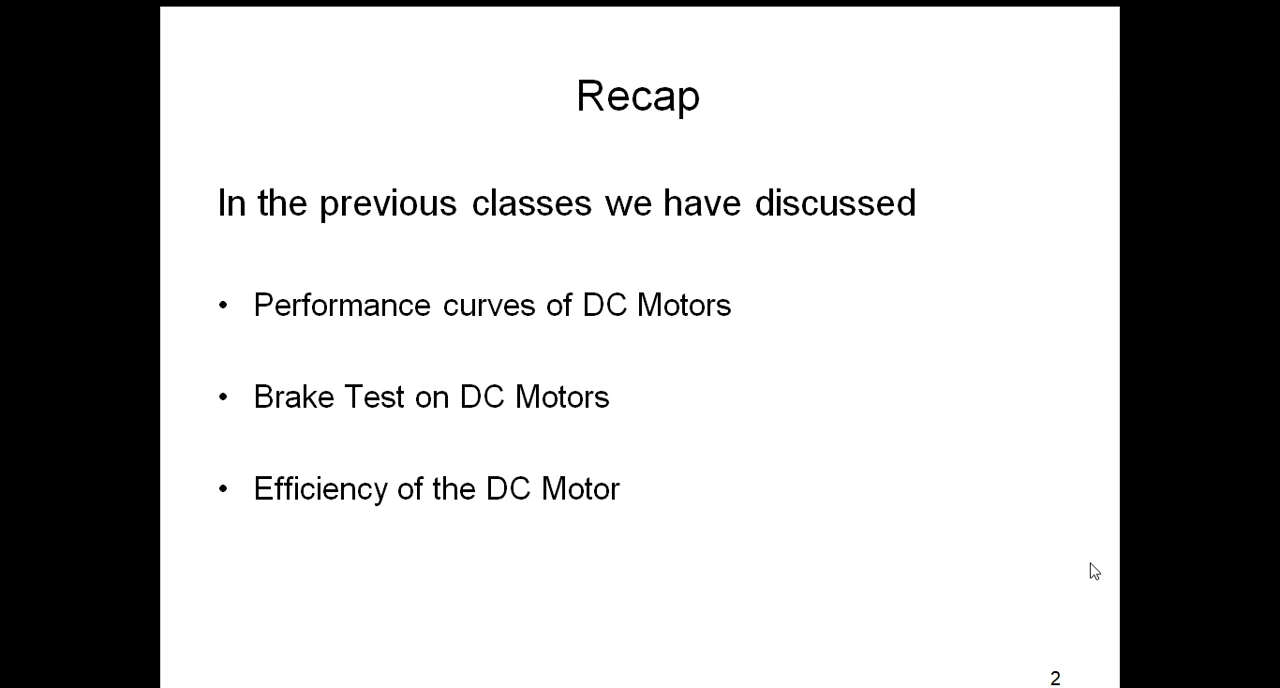 Recap
In the previous classes we have discussed
• Performance curves of DC Motors
• Brake Test on DC Motors
• Efficiency of the DC Motor
2